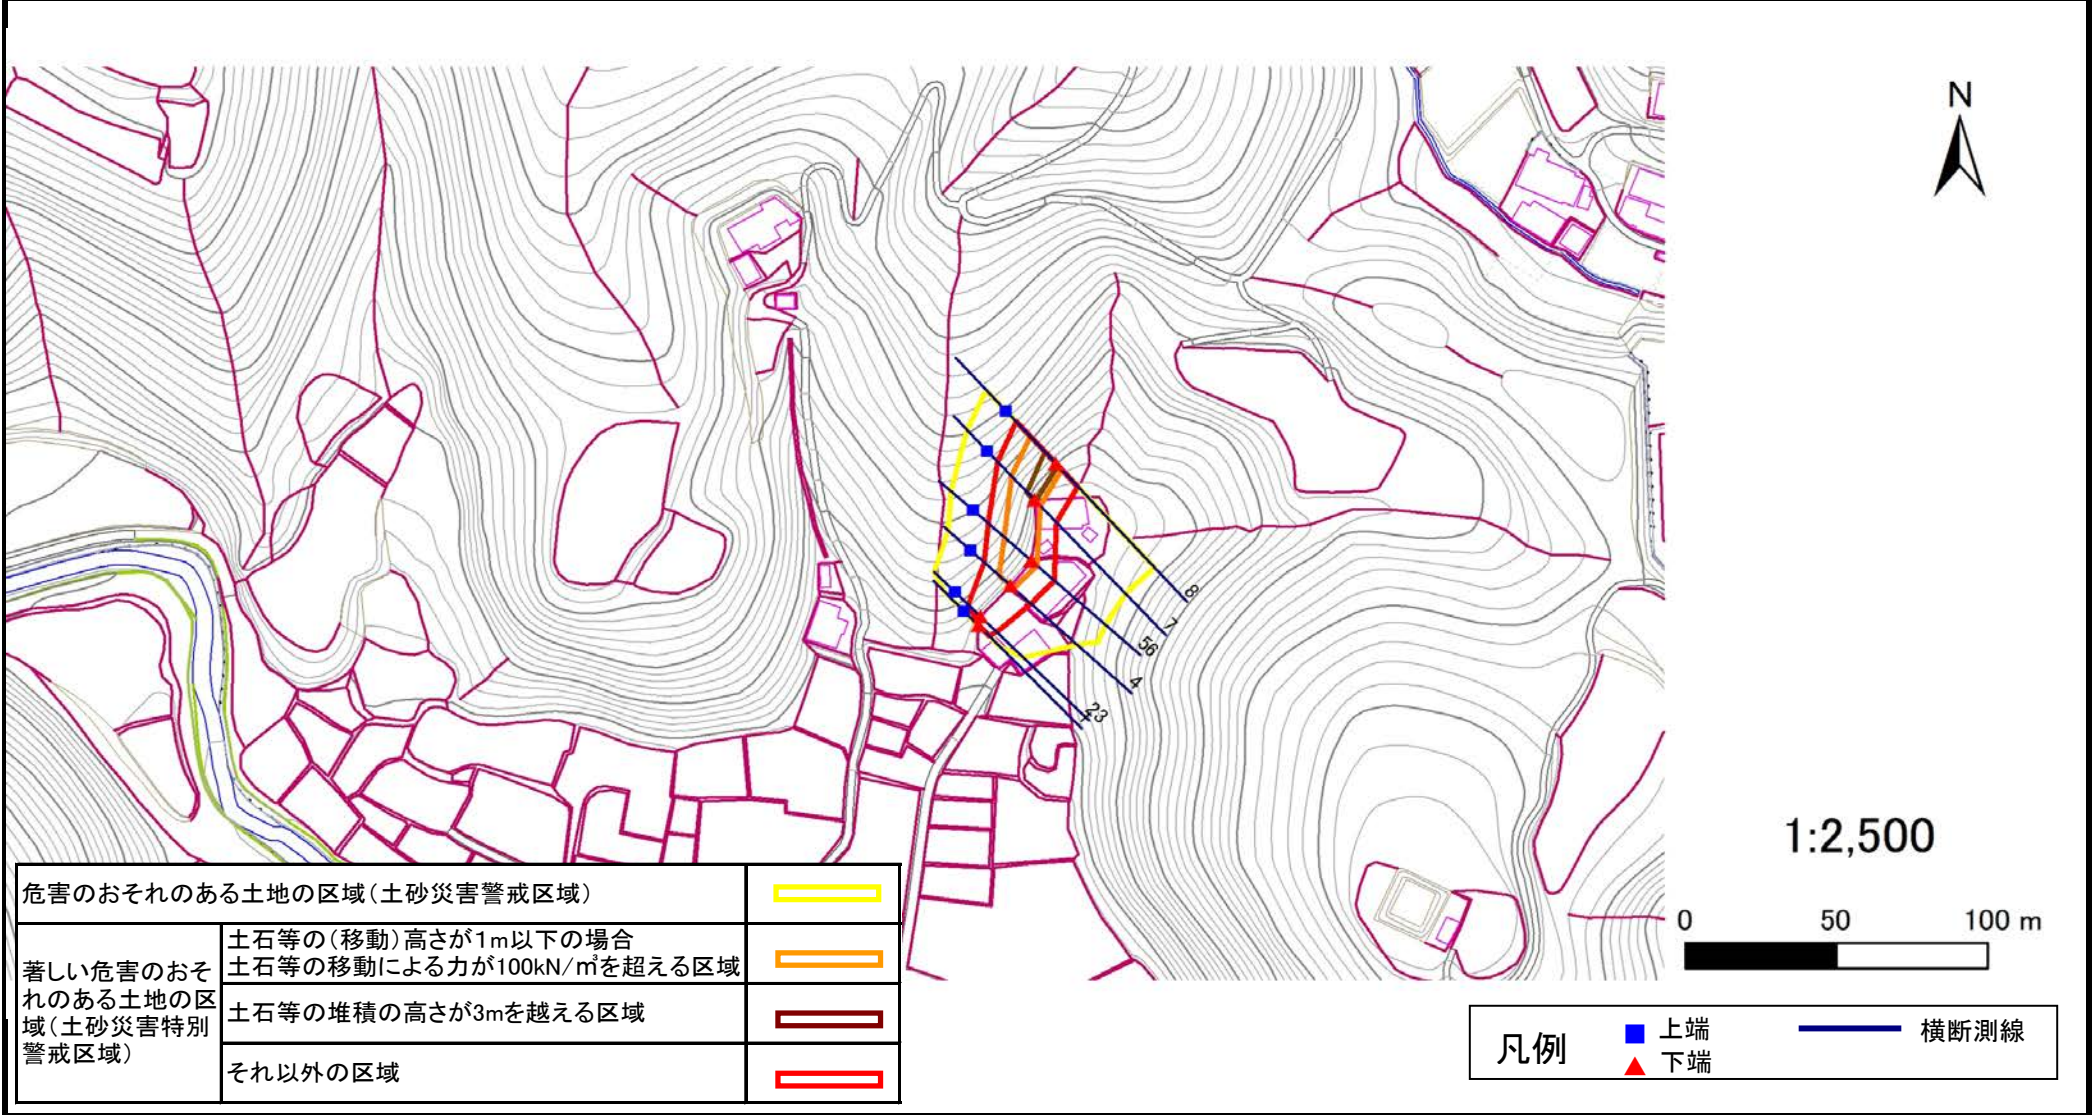 N
8
7
56
4
23
1:2,500
0 50 100 m
危害のおそれのある土地の区域(土砂災害警戒区域)
著しい危害のおそ
れのある土地の区
域(土砂災害特別
警戒区域)
土石等の(移動)高さが1m以下の場合
土石等の移動による力が100kN/㎡を超える区域
土石等の堆積の高さが3mを越える区域
それ以外の区域
凡例
上端
下端
横断測線